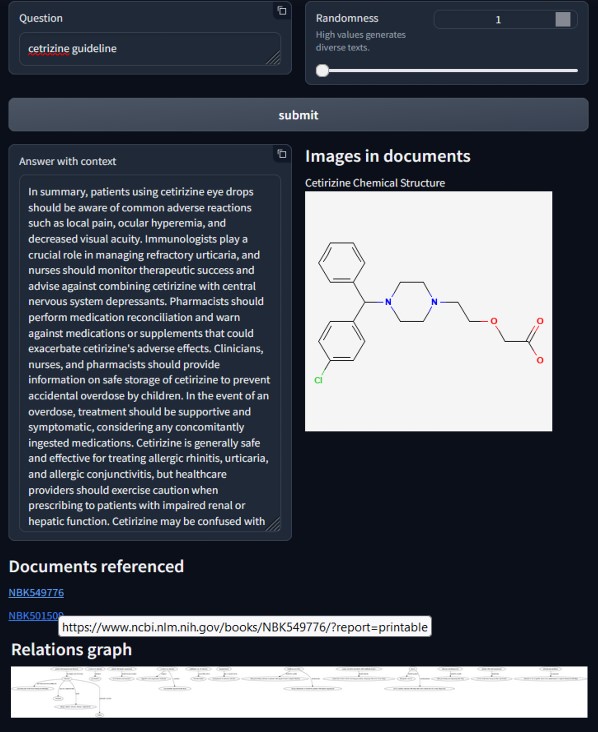 Question
cetrizine guideline
Randomness
1
High values generates
diverse texts.
submit
Answer with context
In summary, patients using cetirizine eye drops
should be aware of common adverse reactions
such as local pain, ocular hyperemia, and
decreased visual acuity. Immunologists play a
crucial role in managing refractory urticaria, and
nurses should monitor therapeutic success and
advise against combining cetirizine with central
nervous system depressants. Pharmacists should
perform medication reconciliation and warn
against medications or supplements that could
exacerbate cetirizine's adverse effects. Clinicians,
nurses, and pharmacists should provide
information on safe storage of cetirizine to prevent
accidental overdose by children. In the event of an
overdose, treatment should be supportive and
symptomatic, considering any concomitantly
ingested medications. Cetirizine is generally safe
and effective for treating allergic rhinitis, urticaria,
and allergic conjunctivitis, but healthcare
providers should exercise caution when
prescribing to patients with impaired renal or
hepatic function. Cetirizine may be confused with
Images in documents
Cetirizine Chemical Structure
N
N
O
O
O
Cl
Documents referenced
NBK549776
NBK501509
https://www.ncbi.nlm.nih.gov/books/NBK549776/?report=printable
Relations graph